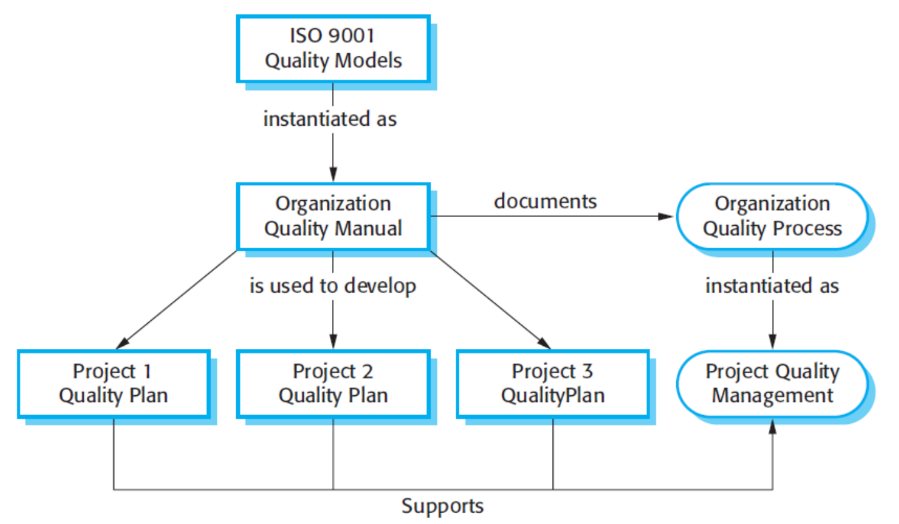 ISO 9001
Quality Models
instantiated as
Organization
Quality Manual
documents
Organization
Quality Process
is used to develop
instantiated as
Project 1
Quality Plan
Project 2
Quality Plan
Project 3
QualityPlan
Project Quality
Management
Supports